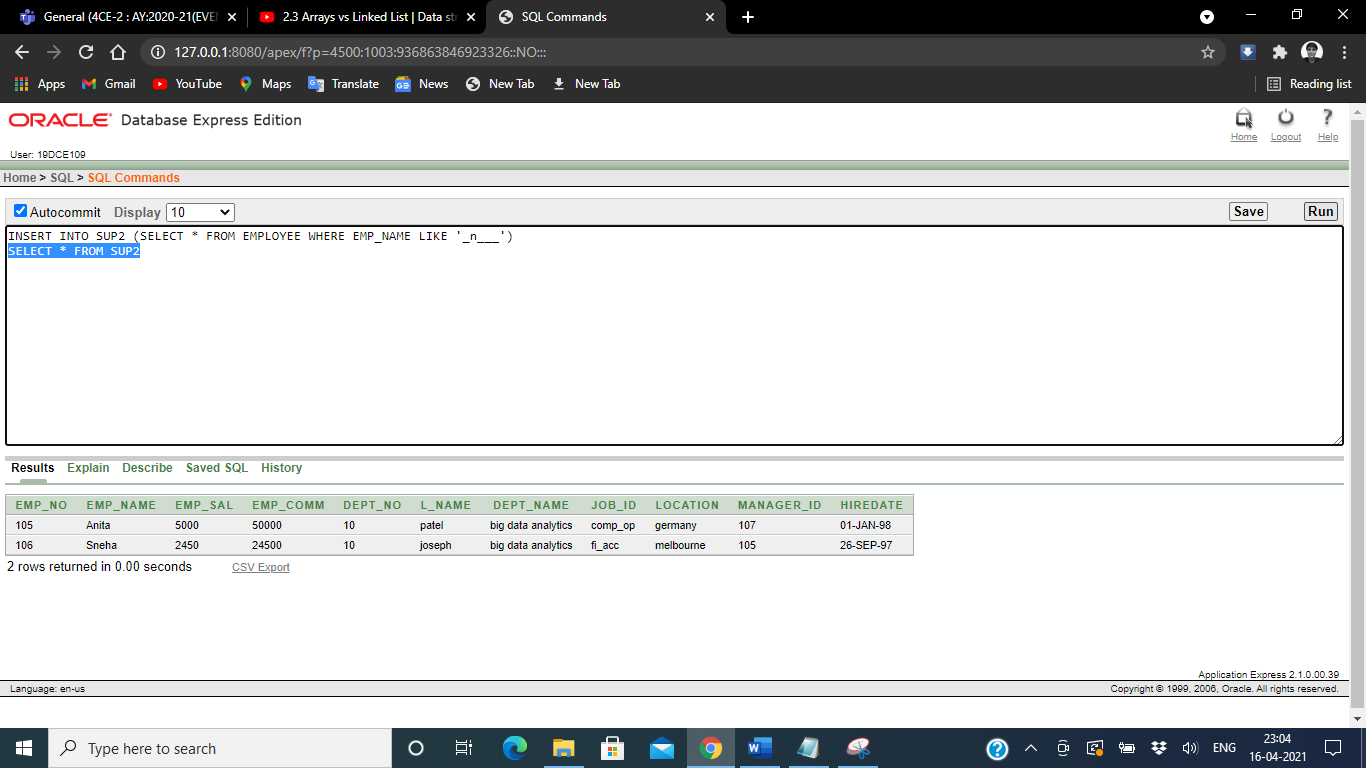 General (4CE-2 : AY:2020-21(EVEN
2.3 Arrays vs Linked List | Data str
SQL Commands
127.0.0.1:8080/apex/f?p=4500:1003:936863846923326::NO:::
Apps Gmail YouTube Maps Translate News New Tab New Tab Reading list
ORACLE Database Express Edition
Home Logout Help
User: 19DCE109
Home > SQL > SQL Commands
Autocommit Display 10 Save Run
INSERT INTO SUP2 (SELECT * FROM EMPLOYEE WHERE EMP_NAME LIKE '_n___')
SELECT * FROM SUP2
Results Explain Describe Saved SQL History
EMP_NO EMP_NAME EMP_SAL EMP_COMM DEPT_NO L_NAME DEPT_NAME JOB_ID LOCATION MANAGER_ID HIREDATE
105 Anita 5000 50000 10 patel big data analytics comp_op germany 107 01-JAN-98
106 Sneha 2450 24500 10 joseph big data analytics fi_acc melbourne 105 26-SEP-97
2 rows returned in 0.00 seconds CSV Export
Application Express 2.1.0.00.39
Language: en-us Copyright © 1999, 2006, Oracle. All rights reserved.
Type here to search
ENG
23:04
16-04-2021